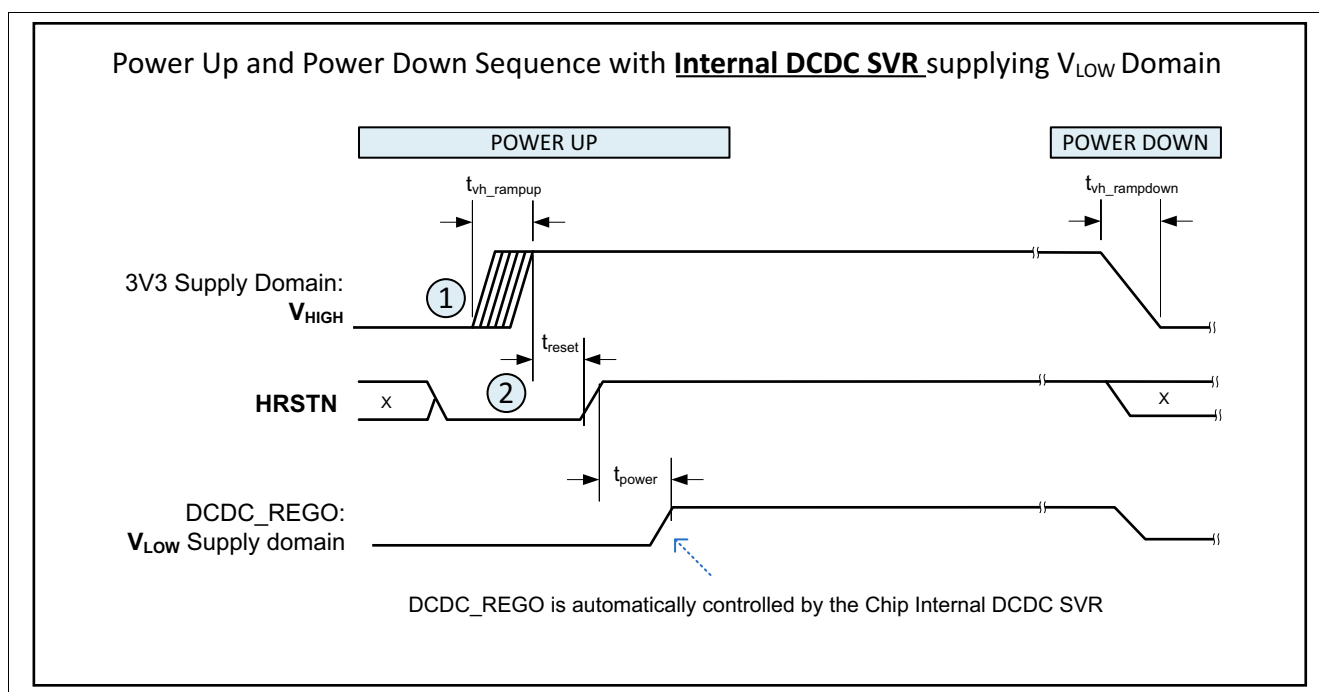 Power Up and Power Down Sequence with Internal DCDC SVR supplying VLOW Domain
POWER UP
POWER DOWN
tvh_rampup
tvh_rampdown
3V3 Supply Domain:
VHIGH
1
treset
HRSTN
X
2
X
tpower
DCDC_REGO:
VLOW Supply domain
DCDC_REGO is automatically controlled by the Chip Internal DCDC SVR